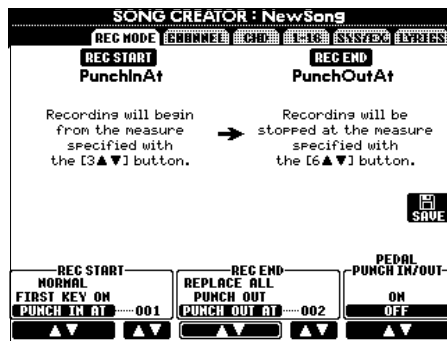 SONG CREATOR : NewSong
REC MODE CHANNEL CHD 1-16 SYS/EX. LYRICS
REC START REC END
PunchInAt PunchOutAt
Recording will begin
from the measure
specified with
the [3▲▼] button.
Recording will be
stopped at the measure
specified with
the [6▲▼] button.
SAVE
REC START
NORMAL
FIRST KEY ON
PUNCH IN AT 001
REC END
REPLACE ALL
PUNCH OUT
PUNCH OUT AT 002
PEDAL
PUNCH IN/OUT
ON
OFF